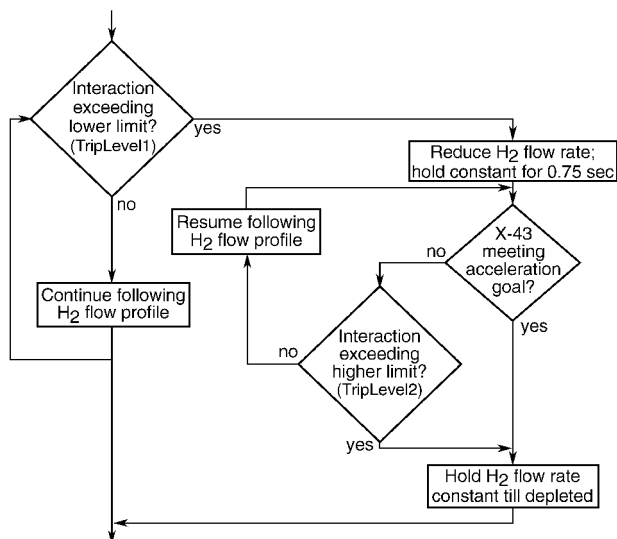 Interaction
exceeding
lower limit?
(TripLevel1)
yes
no
Continue following
H2 flow profile
Reduce H2 flow rate;
hold constant for 0.75 sec
Resume following
H2 flow profile
X-43
meeting
acceleration
goal?
no
yes
Interaction
exceeding
higher limit?
(TripLevel2)
no
yes
Hold H2 flow rate
constant till depleted